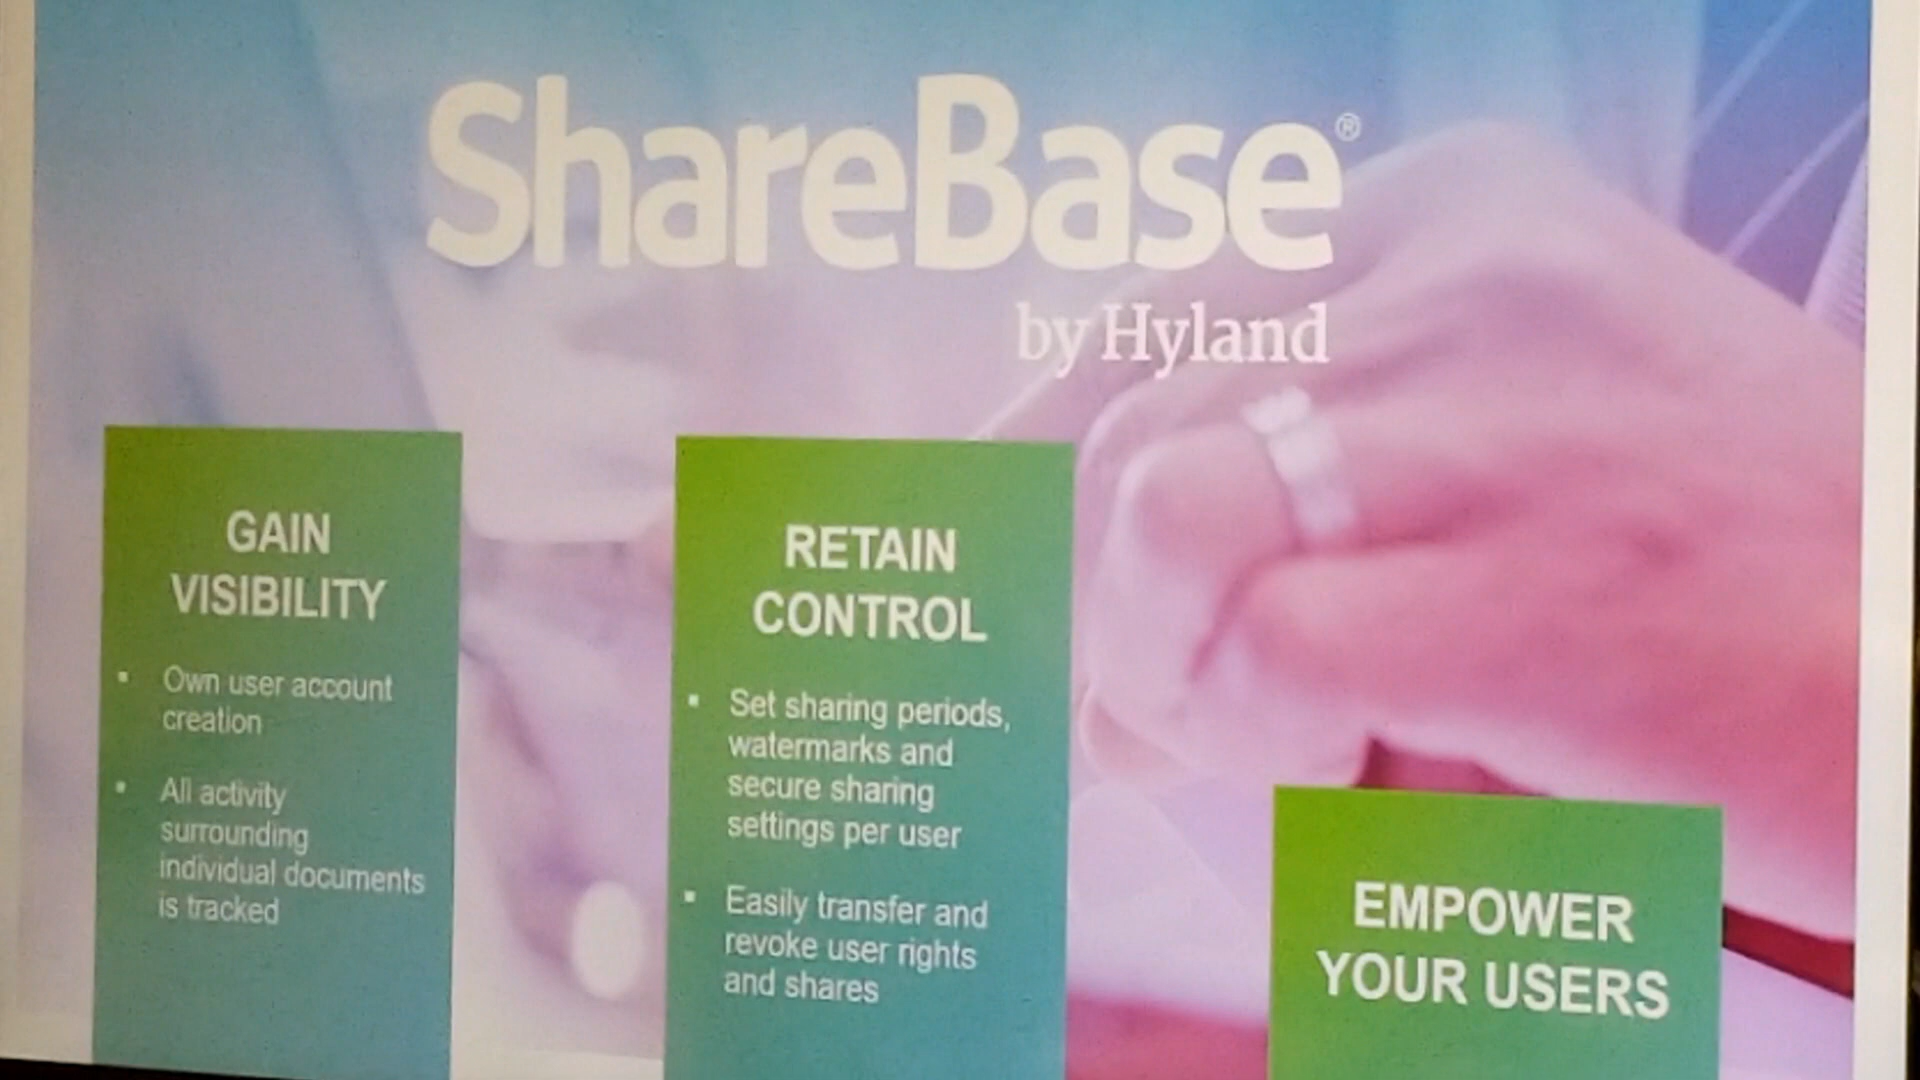 ShareBase®
by Hyland
GAIN
VISIBILITY
▪ Own user account
creation
▪ All activity
surrounding
individual documents
is tracked
RETAIN
CONTROL
▪ Set sharing periods,
watermarks and
secure sharing
settings per user
▪ Easily transfer and
revoke user rights
and shares
EMPOWER
YOUR USERS